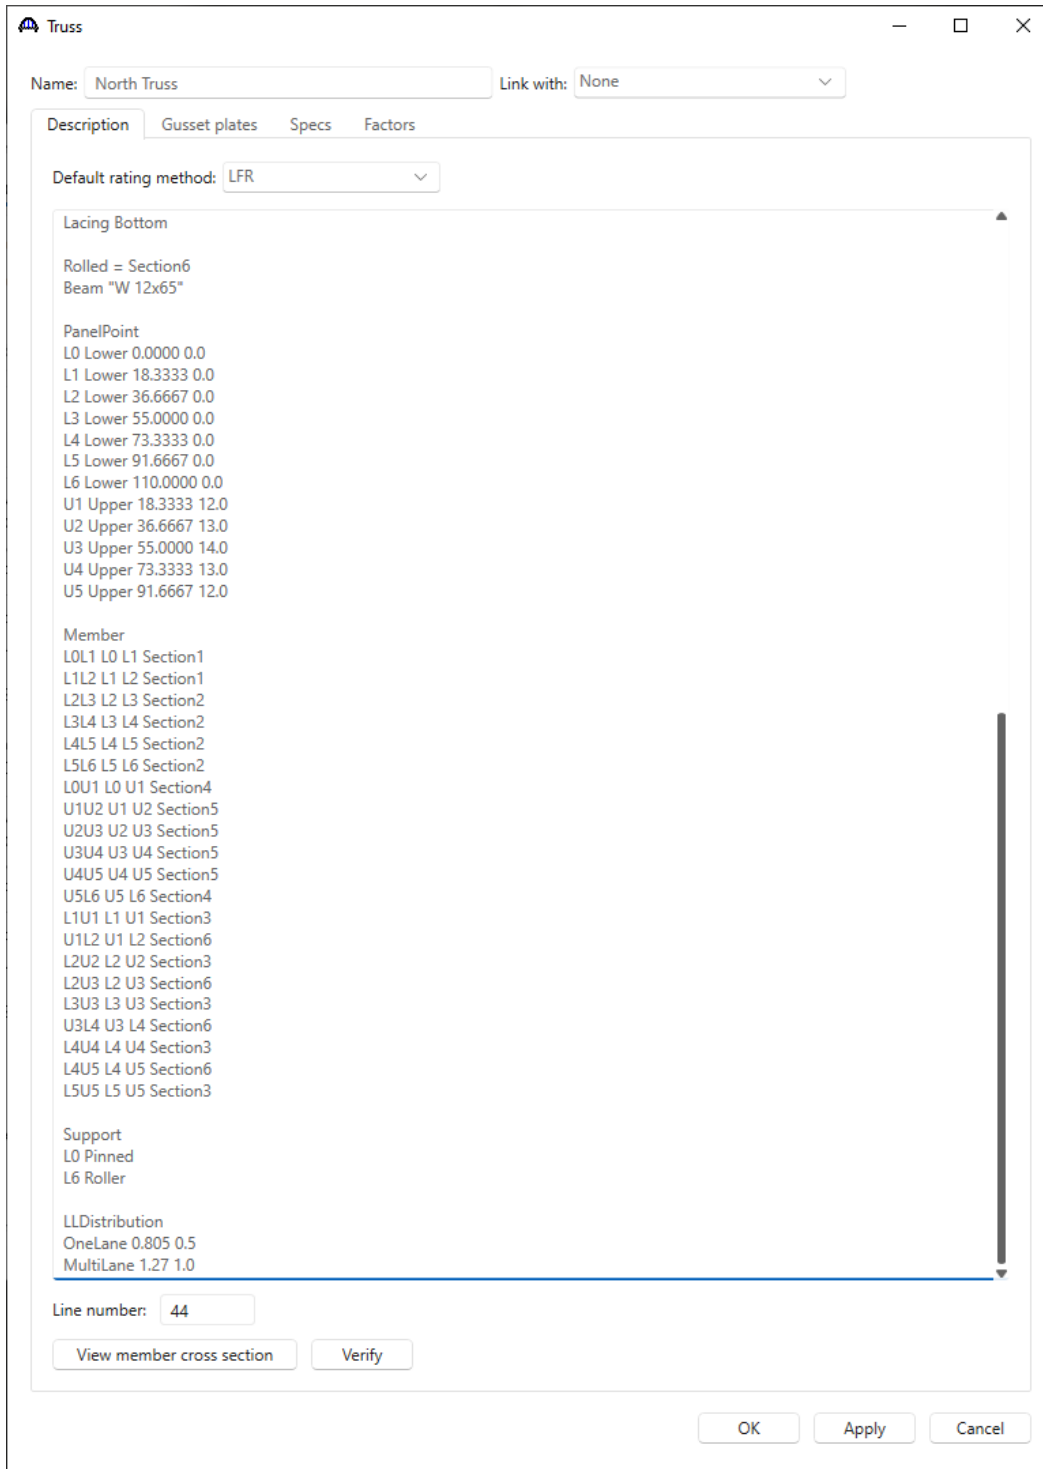 Truss
Name: North Truss Link with: None
Description Gusset plates Specs Factors
Default rating method: LFR
Lacing Bottom
Rolled = Section6
Beam "W 12x65"
PanelPoint
L0 Lower 0.0000 0.0
L1 Lower 18.3333 0.0
L2 Lower 36.6667 0.0
L3 Lower 55.0000 0.0
L4 Lower 73.3333 0.0
L5 Lower 91.6667 0.0
L6 Lower 110.0000 0.0
U1 Upper 18.3333 12.0
U2 Upper 36.6667 13.0
U3 Upper 55.0000 14.0
U4 Upper 73.3333 13.0
U5 Upper 91.6667 12.0
Member
L0L1 L0 L1 Section1
L1L2 L1 L2 Section1
L2L3 L2 L3 Section2
L3L4 L3 L4 Section2
L4L5 L4 L5 Section2
L5L6 L5 L6 Section2
L0U1 L0 U1 Section4
U1U2 U1 U2 Section5
U2U3 U2 U3 Section5
U3U4 U3 U4 Section5
U4U5 U4 U5 Section5
U5L6 U5 L6 Section4
L1U1 L1 U1 Section3
U1L2 U1 L2 Section6
L2U2 L2 U2 Section3
L2U3 L2 U3 Section6
L3U3 L3 U3 Section3
U3L4 U3 L4 Section6
L4U4 L4 U4 Section3
L4U5 L4 U5 Section6
L5U5 L5 U5 Section3
Support
L0 Pinned
L6 Roller
LLDistribution
OneLane 0.805 0.5
MultiLane 1.27 1.0
Line number: 44
View member cross section Verify
OK Apply Cancel